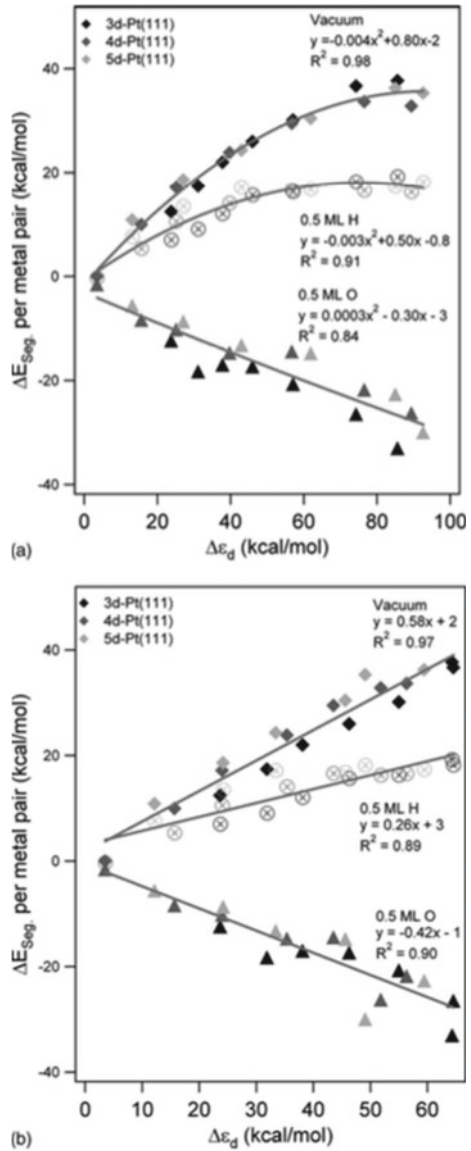 3d-Pt(111)
4d-Pt(111)
5d-Pt(111)
Vacuum
y =-0.004x²+0.80x-2
R² = 0.98
0.5 ML H
y = -0.003x²+0.50x -0.8
R² = 0.91
0.5 ML O
y = 0.0003x² - 0.30x - 3
R² = 0.84
40
20
0
-20
-40
ΔE_Seg. per metal pair (kcal/mol)
0 20 40 60 80 100
Δε_d (kcal/mol)
(a)
3d-Pt(111)
4d-Pt(111)
5d-Pt(111)
Vacuum
y = 0.58x + 2
R² = 0.97
0.5 ML H
y = 0.26x + 3
R² = 0.89
0.5 ML O
y = -0.42x - 1
R² = 0.90
40
20
0
-20
-40
ΔE_Seg. per metal pair (kcal/mol)
0 10 20 30 40 50 60
Δε_d (kcal/mol)
(b)